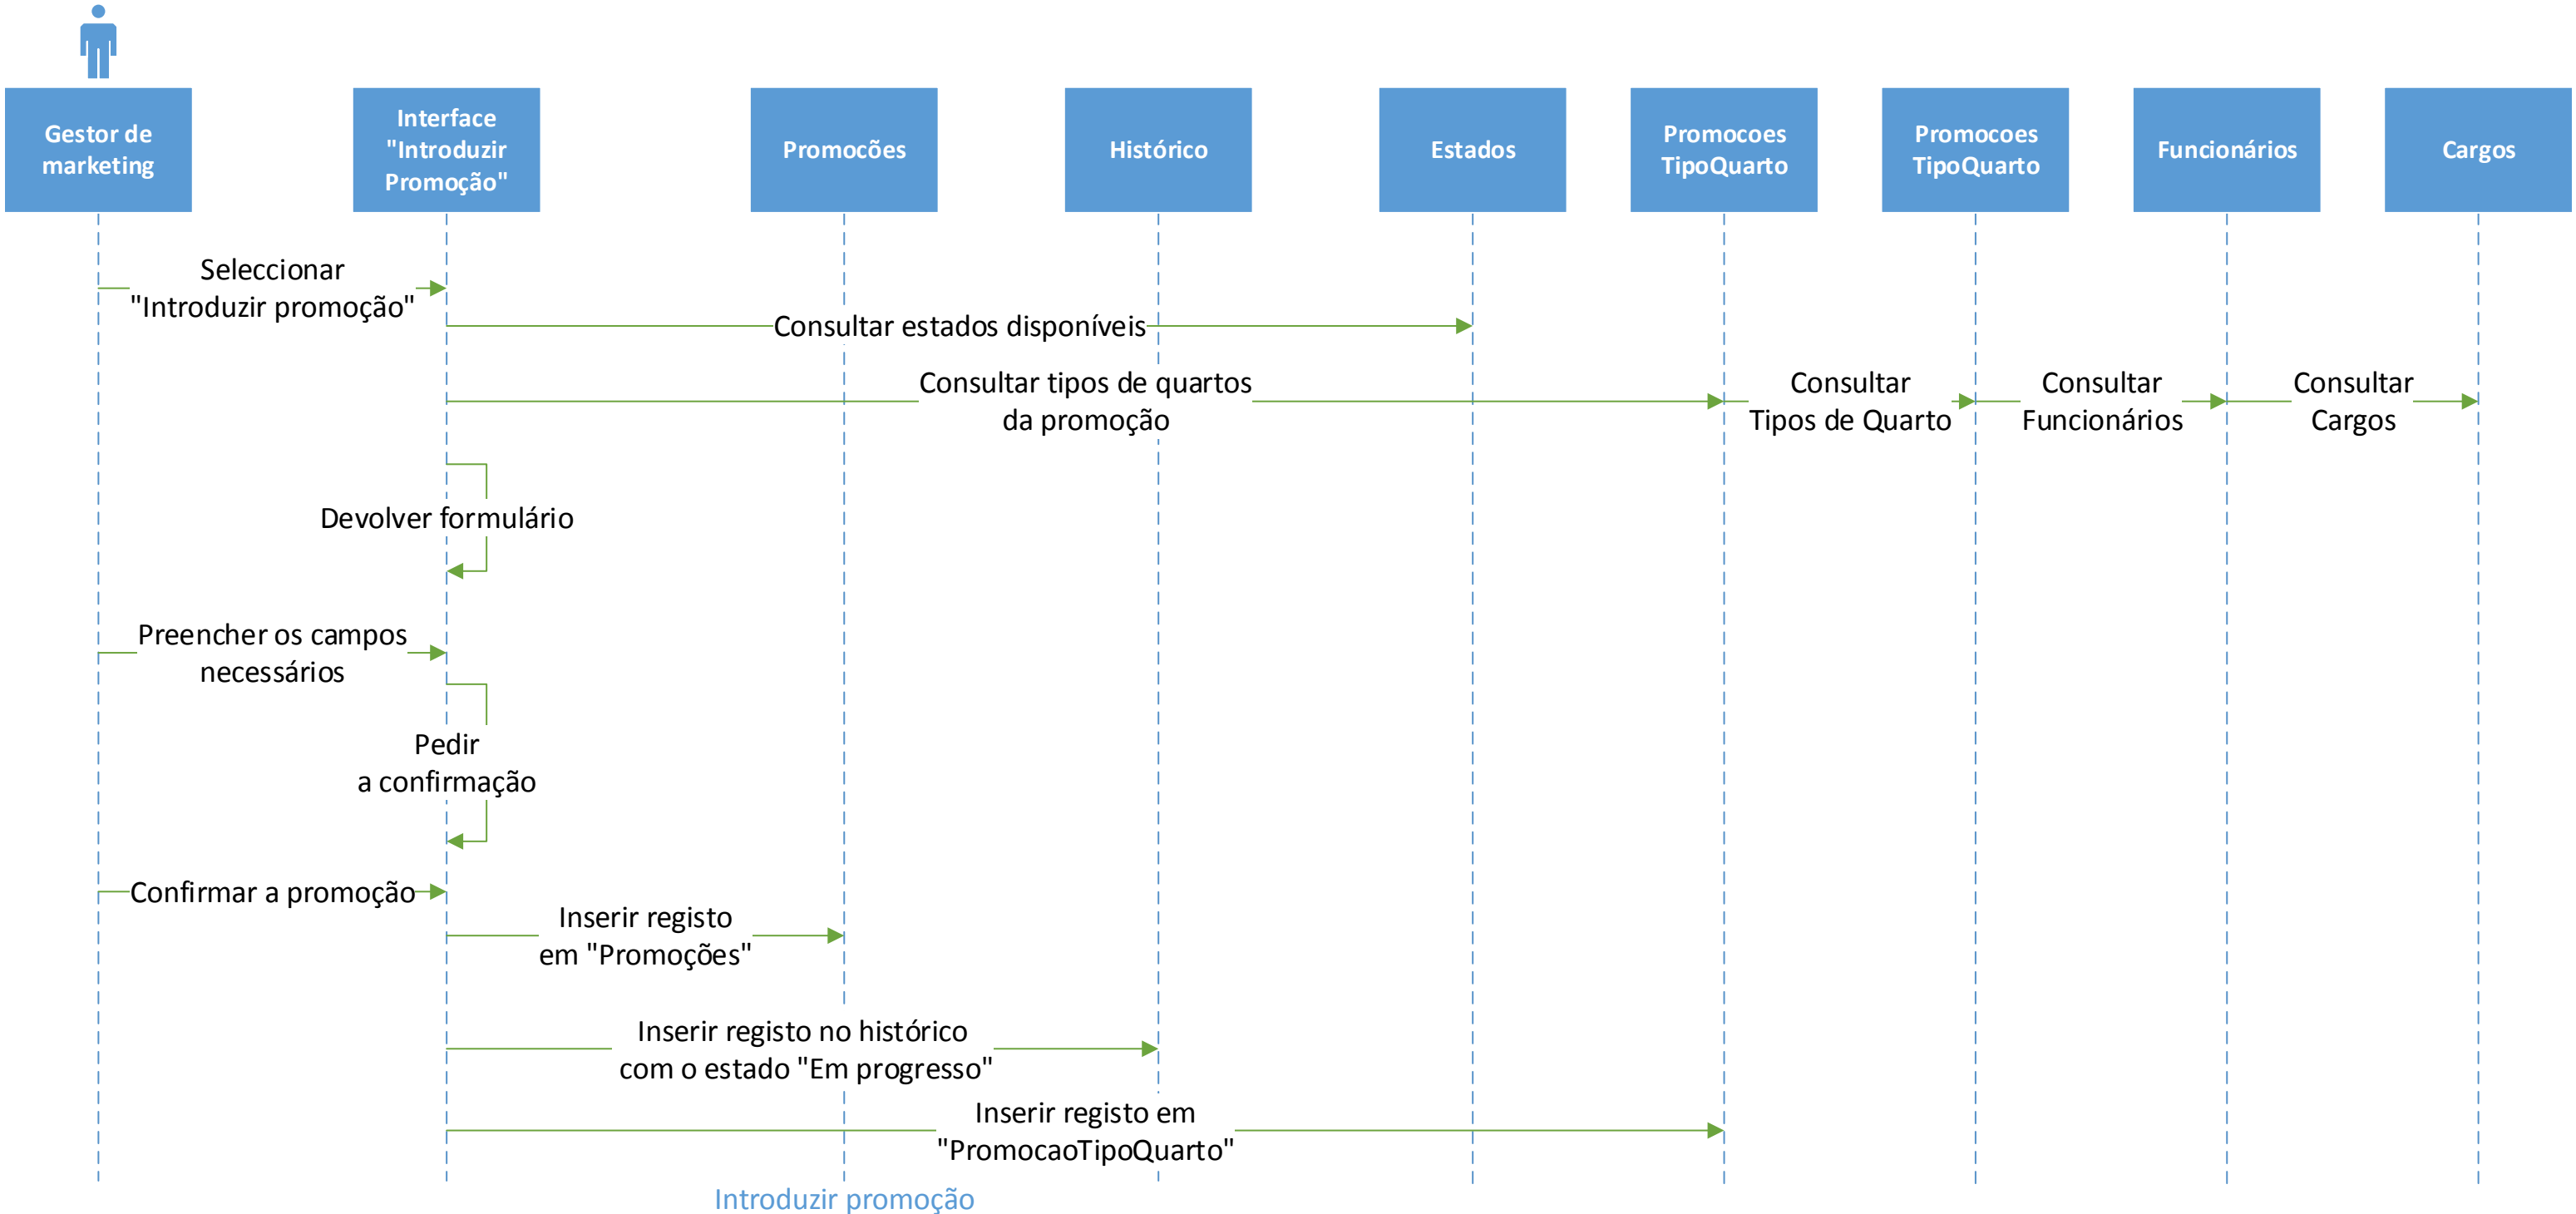 Gestor de
marketing
Interface
"Introduzir
Promoção"
Promocões
Histórico
Estados
Promocoes
TipoQuarto
Promocoes
TipoQuarto
Funcionários
Cargos
Seleccionar
"Introduzir promoção"
Consultar estados disponíveis
Consultar tipos de quartos
da promoção
Consultar
Tipos de Quarto
Consultar
Funcionários
Consultar
Cargos
Devolver formulário
Preencher os campos
necessários
Pedir
a confirmação
Confirmar a promoção
Inserir registo
em "Promoções"
Inserir registo no histórico
com o estado "Em progresso"
Inserir registo em
"PromocaoTipoQuarto"
Introduzir promoção